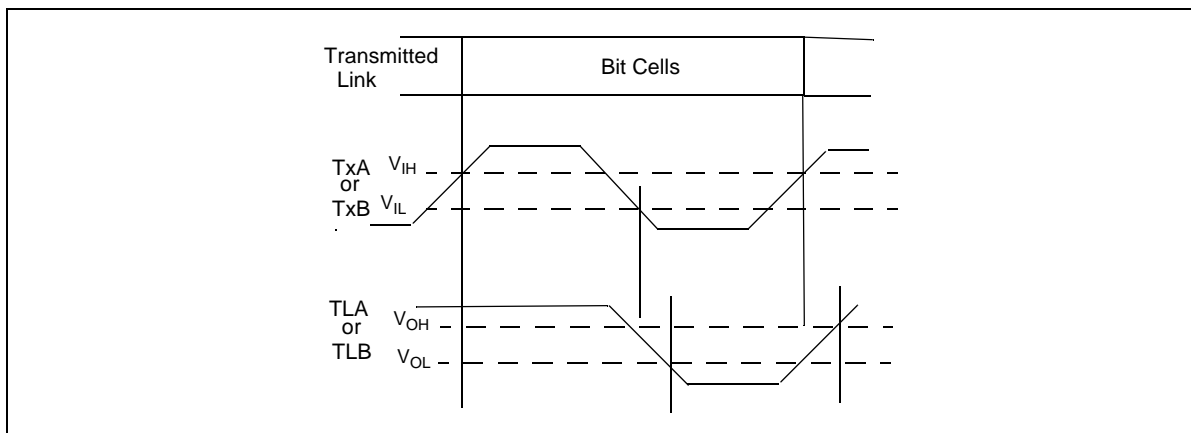 Transmitted
Link
Bit Cells
TxA
or
TxB
VIH
VIL
TLA
or
TLB
VOH
VOL